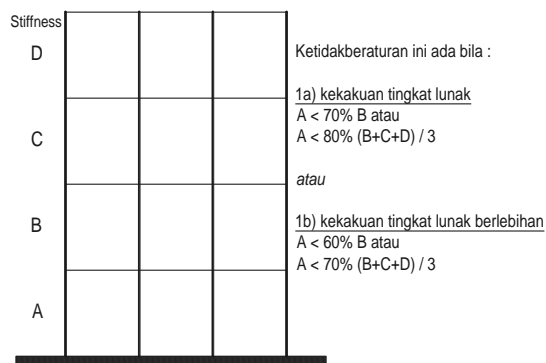 Stiffness
D
C
B
A
Ketidakberaturan ini ada bila :
1a) kekakuan tingkat lunak
A < 70% B atau
A < 80% (B+C+D) / 3
atau
1b) kekakuan tingkat lunak berlebihan
A < 60% B atau
A < 70% (B+C+D) / 3